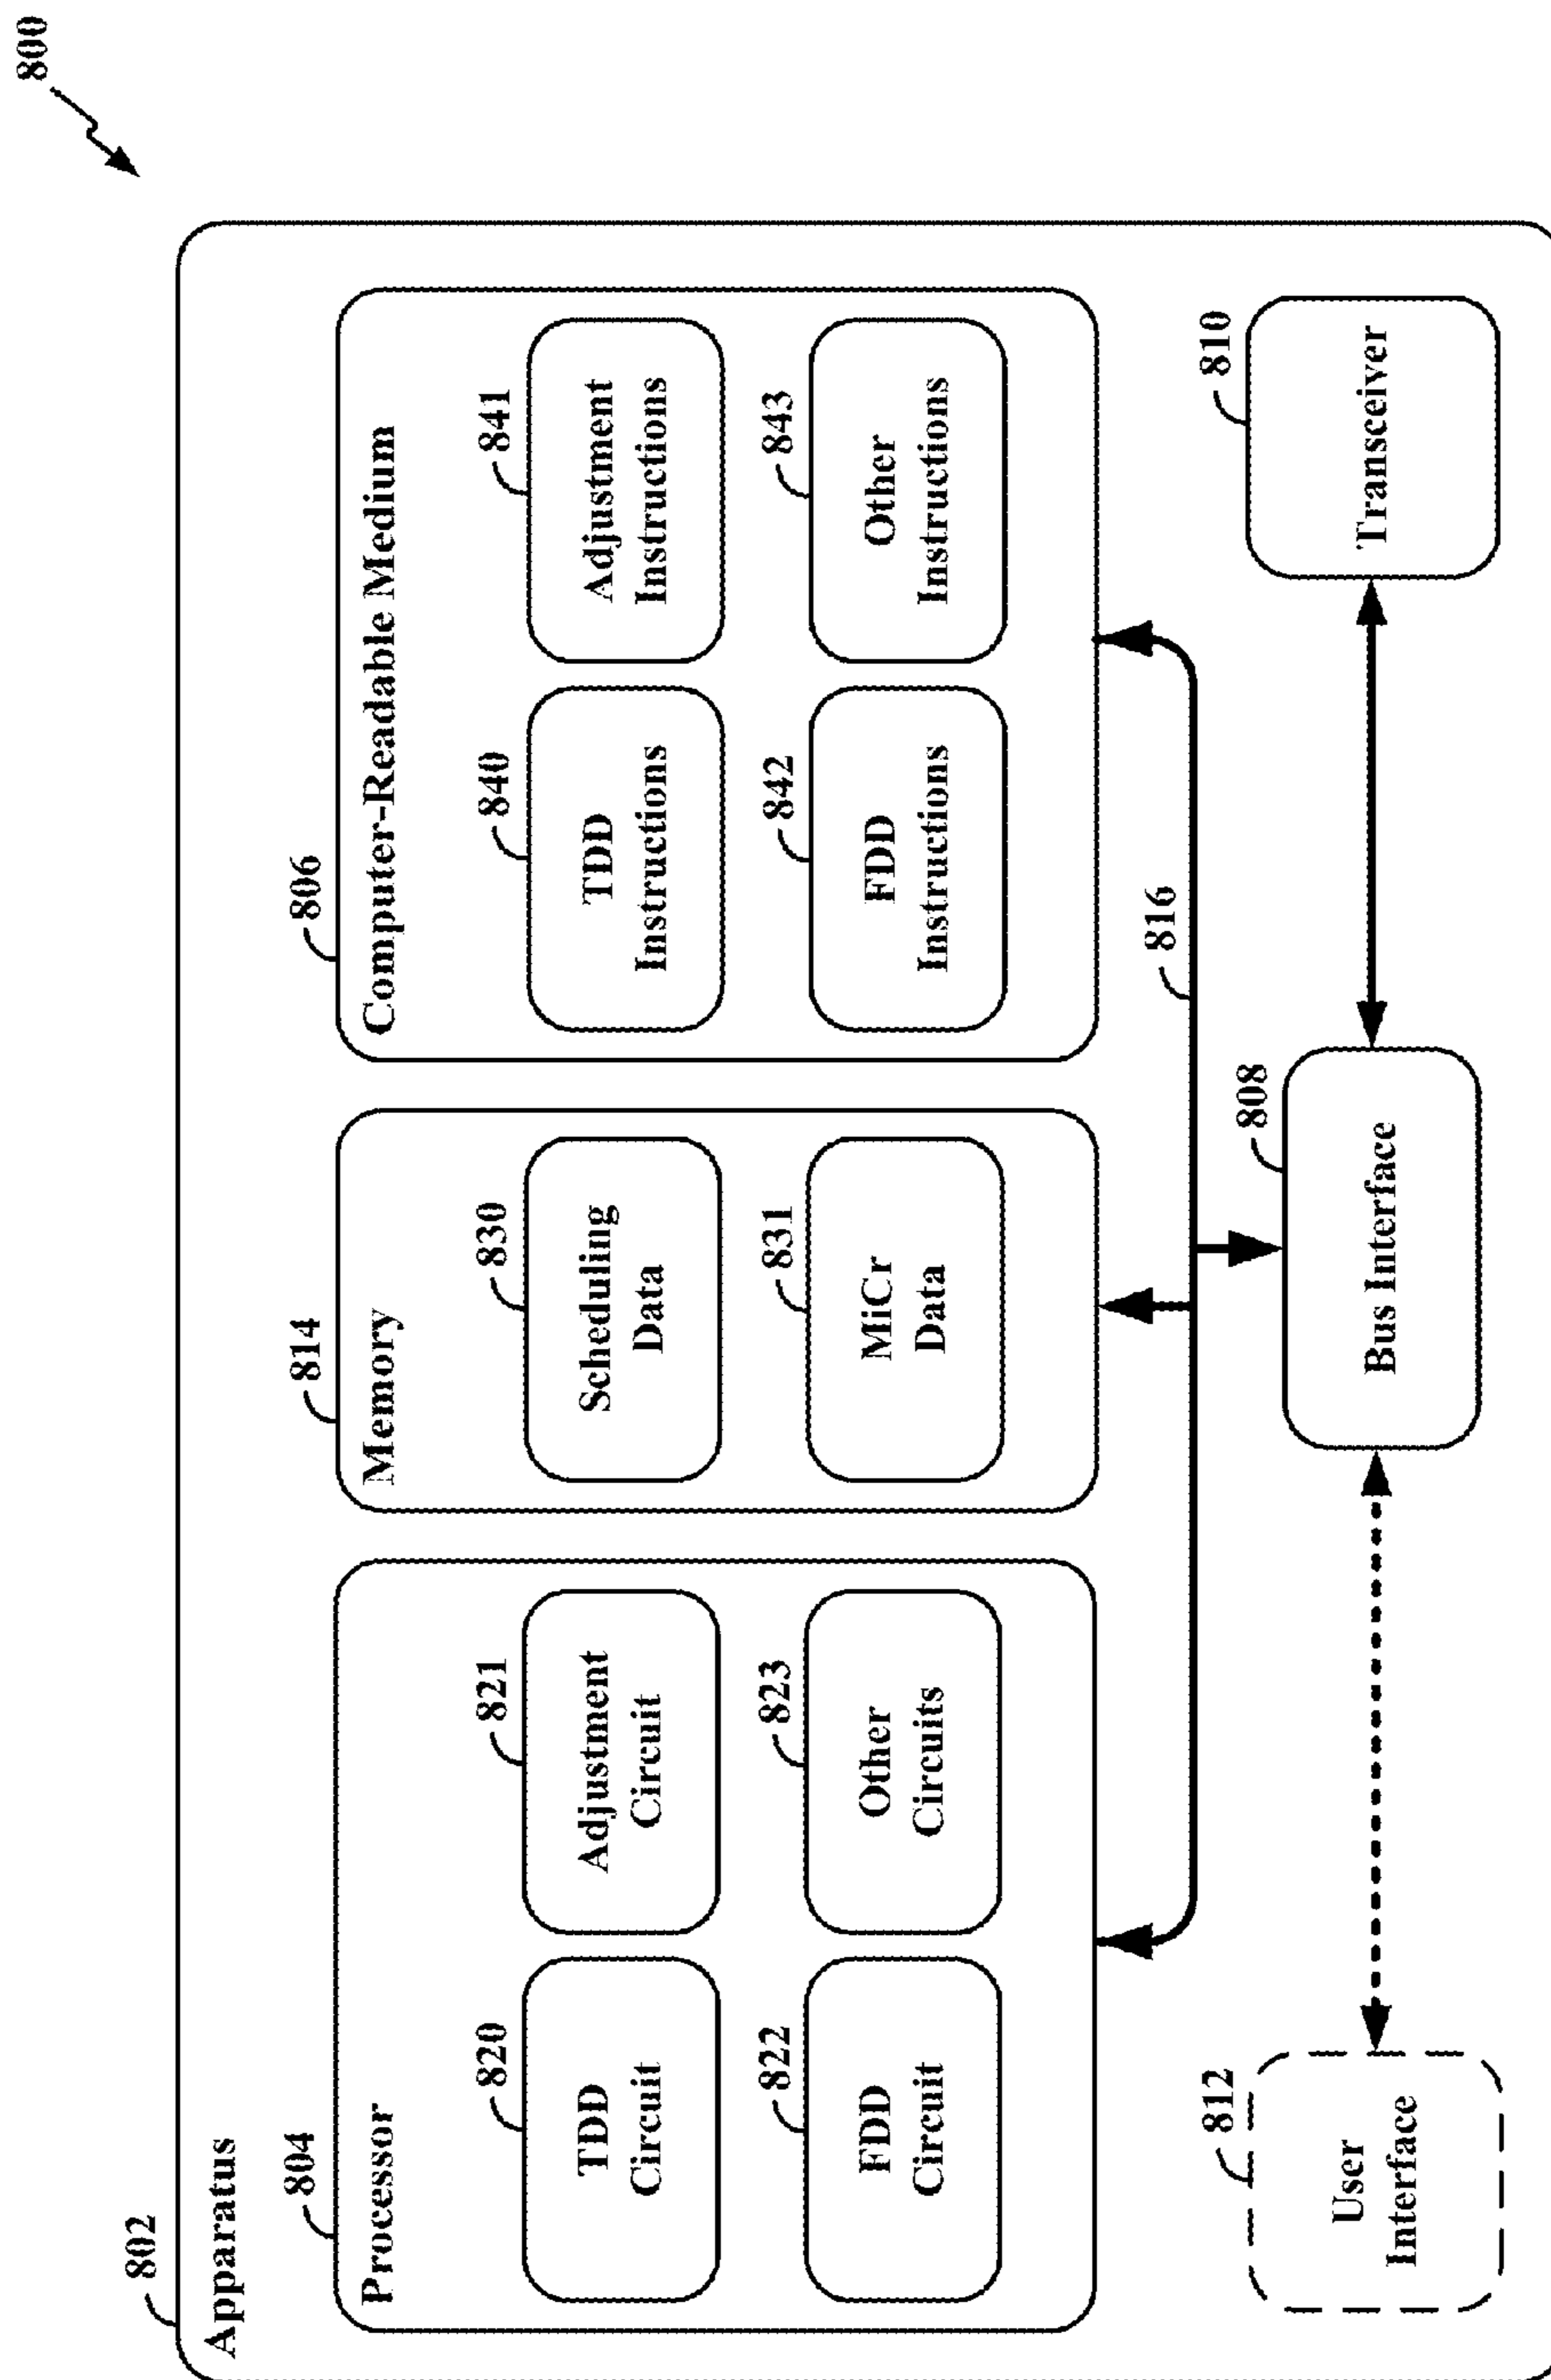 800
802
Apparatus
804
Processor
820
TDD
Circuit
821
Adjustment
Circuit
822
FDD
Circuit
823
Other
Circuits
814
Memory
830
Scheduling
Data
831
MiCr
Data
806
Computer-Readable Medium
840
TDD
Instructions
841
Adjustment
Instructions
842
FDD
Instructions
843
Other
Instructions
816
812
User
Interface
808
Bus Interface
810
Transceiver